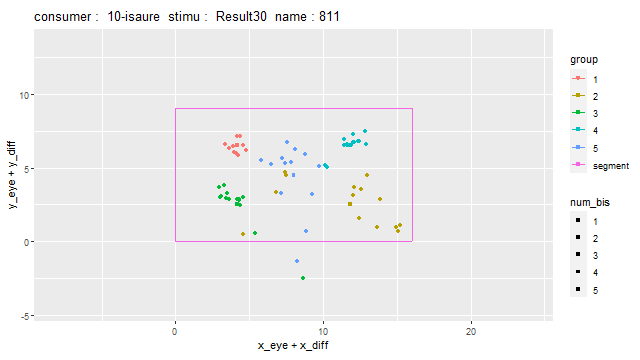 consumer : 10-isaure stimu : Result30 name : 811
y_eye + y_diff
10
5
0
-5
0
10
20
x_eye + x_diff
group
1
2
3
4
5
segment
num_bis
1
2
3
4
5